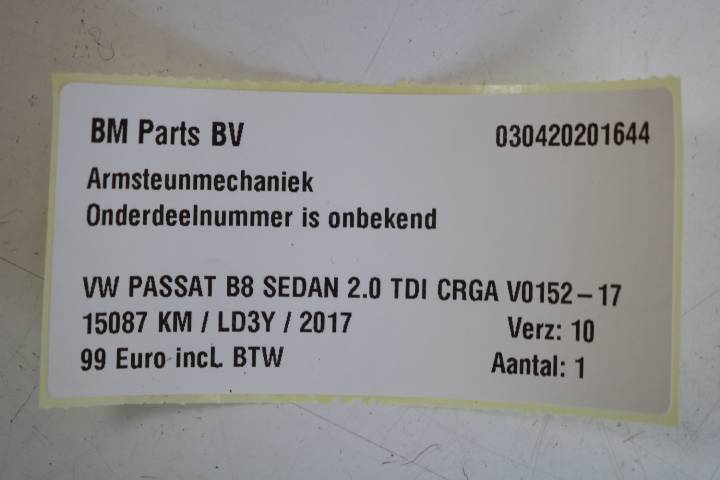 BM Parts BV 030420201644
Armsteunmechaniek
Onderdeelnummer is onbekend
VW PASSAT B8 SEDAN 2.0 TDI CRGA V0152-17
15087 KM / LD3Y / 2017 Verz: 10
99 Euro incl. BTW Aantal: 1